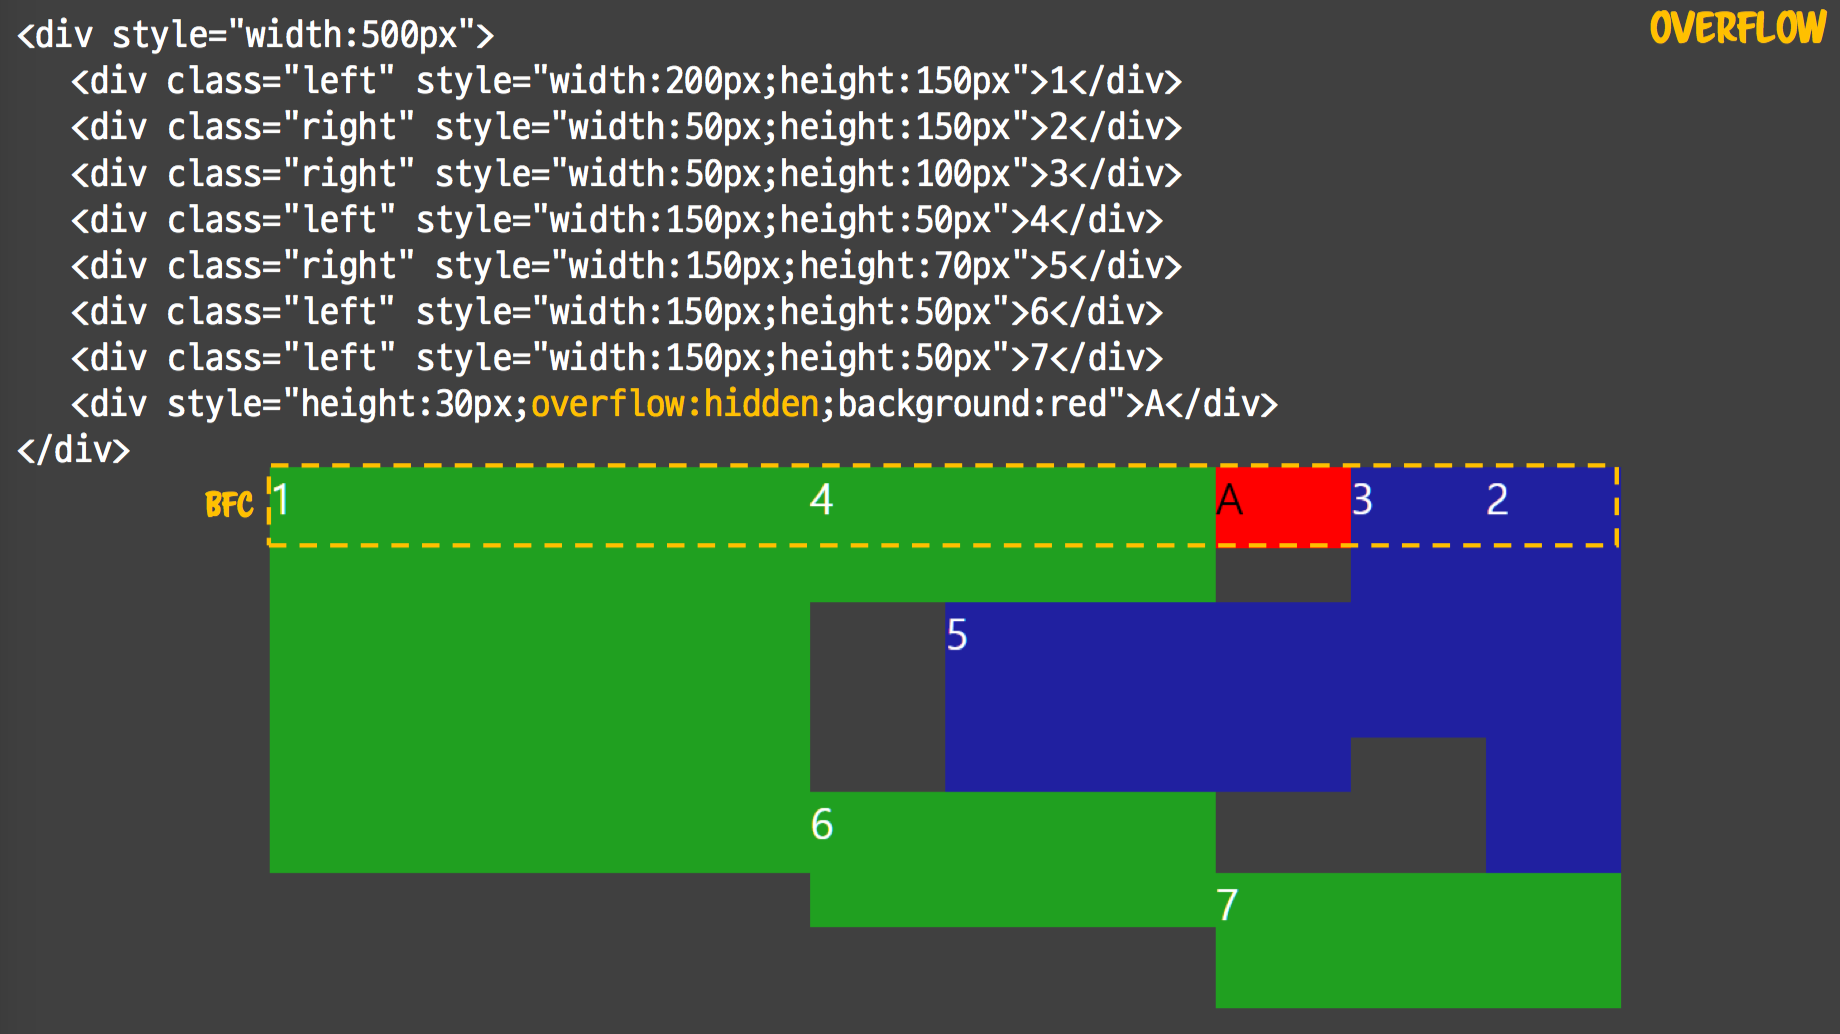 OVERFLOW
<div style="width:500px">
<div class="left" style="width:200px;height:150px">1</div>
<div class="right" style="width:50px;height:150px">2</div>
<div class="right" style="width:50px;height:100px">3</div>
<div class="left" style="width:150px;height:50px">4</div>
<div class="right" style="width:150px;height:70px">5</div>
<div class="left" style="width:150px;height:50px">6</div>
<div class="left" style="width:150px;height:50px">7</div>
<div style="height:30px;overflow:hidden;background:red">A</div>
</div>
BFC 1 4 A 3 2
5
6
7